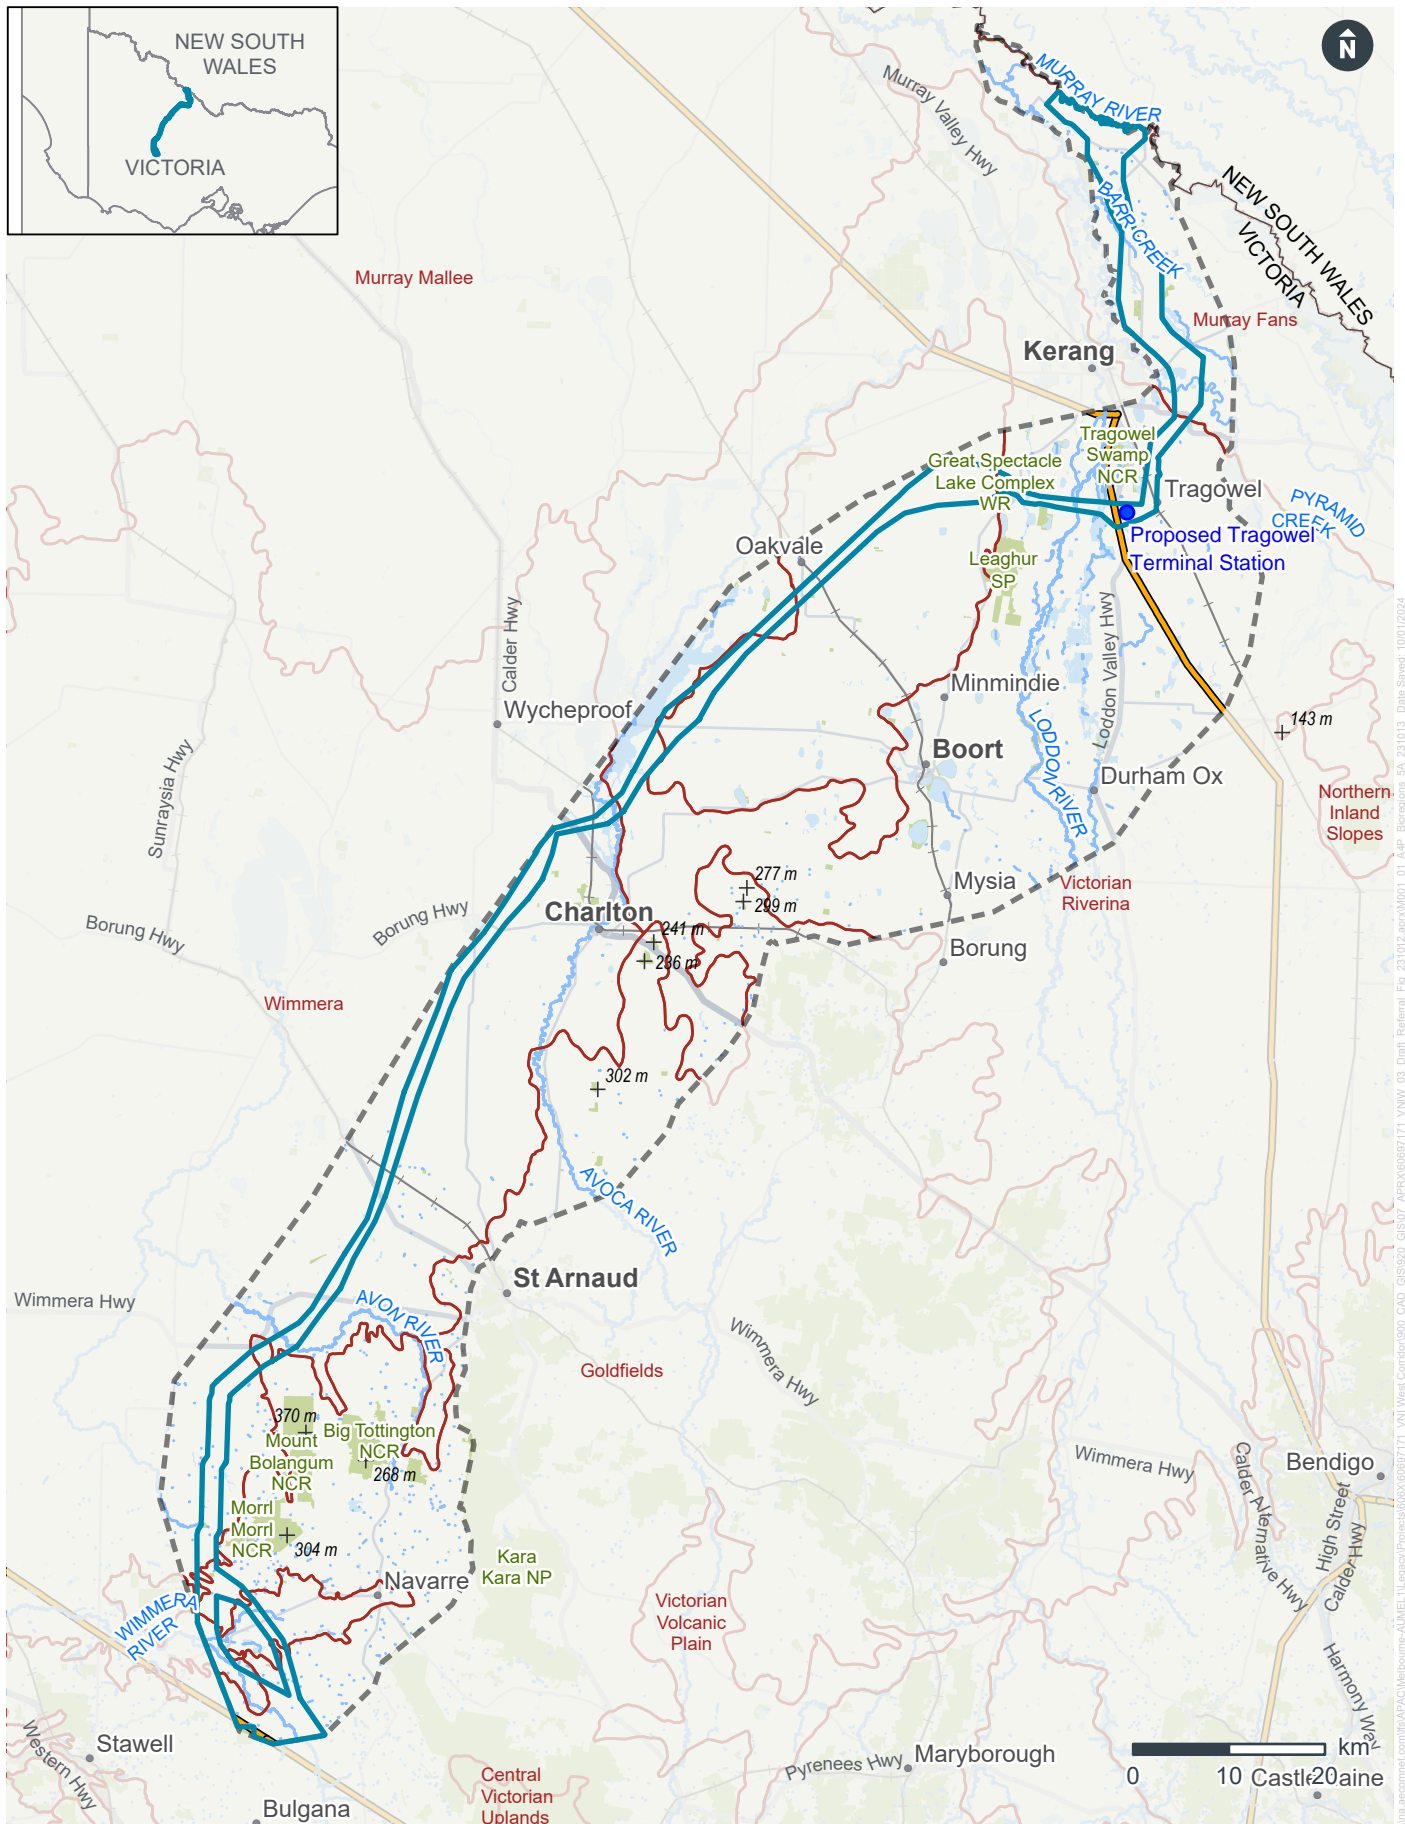 NEW SOUTH
WALES
VICTORIA
N
MURRAY RIVER
Murray Valley Hwy
BARR CREEK
NEW SOUTH WALES
VICTORIA
Murray Mallee
Murray Fans
Kerang
Tragowel
Swamp
NCR
Great Spectacle
Lake Complex
WR
Tragowel
PYRAMID
CREEK
Proposed Tragowel
Terminal Station
Oakvale
Leaghur
SP
Calder Hwy
Loddon Valley Hwy
Minmindie
Wycheproof
LODDON RIVER
143 m
Sunraysia Hwy
Boort
Durham Ox
Northern
Inland
Slopes
277 m
299 m
Mysia
Victorian
Riverina
Charlton
Borung Hwy
Borung Hwy
241 m
236 m
Borung
Wimmera
302 m
AVOCA RIVER
St Arnaud
Wimmera Hwy
AVON RIVER
Wimmera Hwy
Goldfields
370 m
Mount
Bolangum
NCR
Big Tottington
NCR
268 m
Wimmera Hwy
Calder Alternative Hwy
Bendigo
High Street
Calder Hwy
Morrl
Morrl
NCR
304 m
Kara
Kara NP
Navarre
WIMMERA
RIVER
Victorian
Volcanic
Plain
Harmony Way
Stawell
Western Hwy
Pyrenees Hwy
Maryborough
km
0 10 20
Castlemaine
Central
Victorian
Uplands
Bulgana